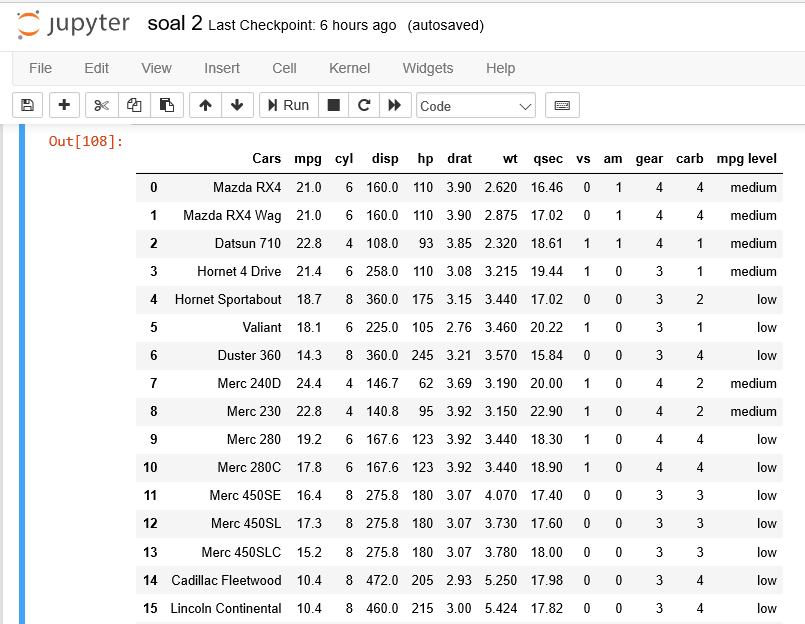 jupyter soal 2 Last Checkpoint: 6 hours ago (autosaved)
File Edit View Insert Cell Kernel Widgets Help
Run Code
Out[108]:
Cars mpg cyl disp hp drat wt qsec vs am gear carb mpg level
0 Mazda RX4 21.0 6 160.0 110 3.90 2.620 16.46 0 1 4 4 medium
1 Mazda RX4 Wag 21.0 6 160.0 110 3.90 2.875 17.02 0 1 4 4 medium
2 Datsun 710 22.8 4 108.0 93 3.85 2.320 18.61 1 1 4 1 medium
3 Hornet 4 Drive 21.4 6 258.0 110 3.08 3.215 19.44 1 0 3 1 medium
4 Hornet Sportabout 18.7 8 360.0 175 3.15 3.440 17.02 0 0 3 2 low
5 Valiant 18.1 6 225.0 105 2.76 3.460 20.22 1 0 3 1 low
6 Duster 360 14.3 8 360.0 245 3.21 3.570 15.84 0 0 3 4 low
7 Merc 240D 24.4 4 146.7 62 3.69 3.190 20.00 1 0 4 2 medium
8 Merc 230 22.8 4 140.8 95 3.92 3.150 22.90 1 0 4 2 medium
9 Merc 280 19.2 6 167.6 123 3.92 3.440 18.30 1 0 4 4 low
10 Merc 280C 17.8 6 167.6 123 3.92 3.440 18.90 1 0 4 4 low
11 Merc 450SE 16.4 8 275.8 180 3.07 4.070 17.40 0 0 3 3 low
12 Merc 450SL 17.3 8 275.8 180 3.07 3.730 17.60 0 0 3 3 low
13 Merc 450SLC 15.2 8 275.8 180 3.07 3.780 18.00 0 0 3 3 low
14 Cadillac Fleetwood 10.4 8 472.0 205 2.93 5.250 17.98 0 0 3 4 low
15 Lincoln Continental 10.4 8 460.0 215 3.00 5.424 17.82 0 0 3 4 low